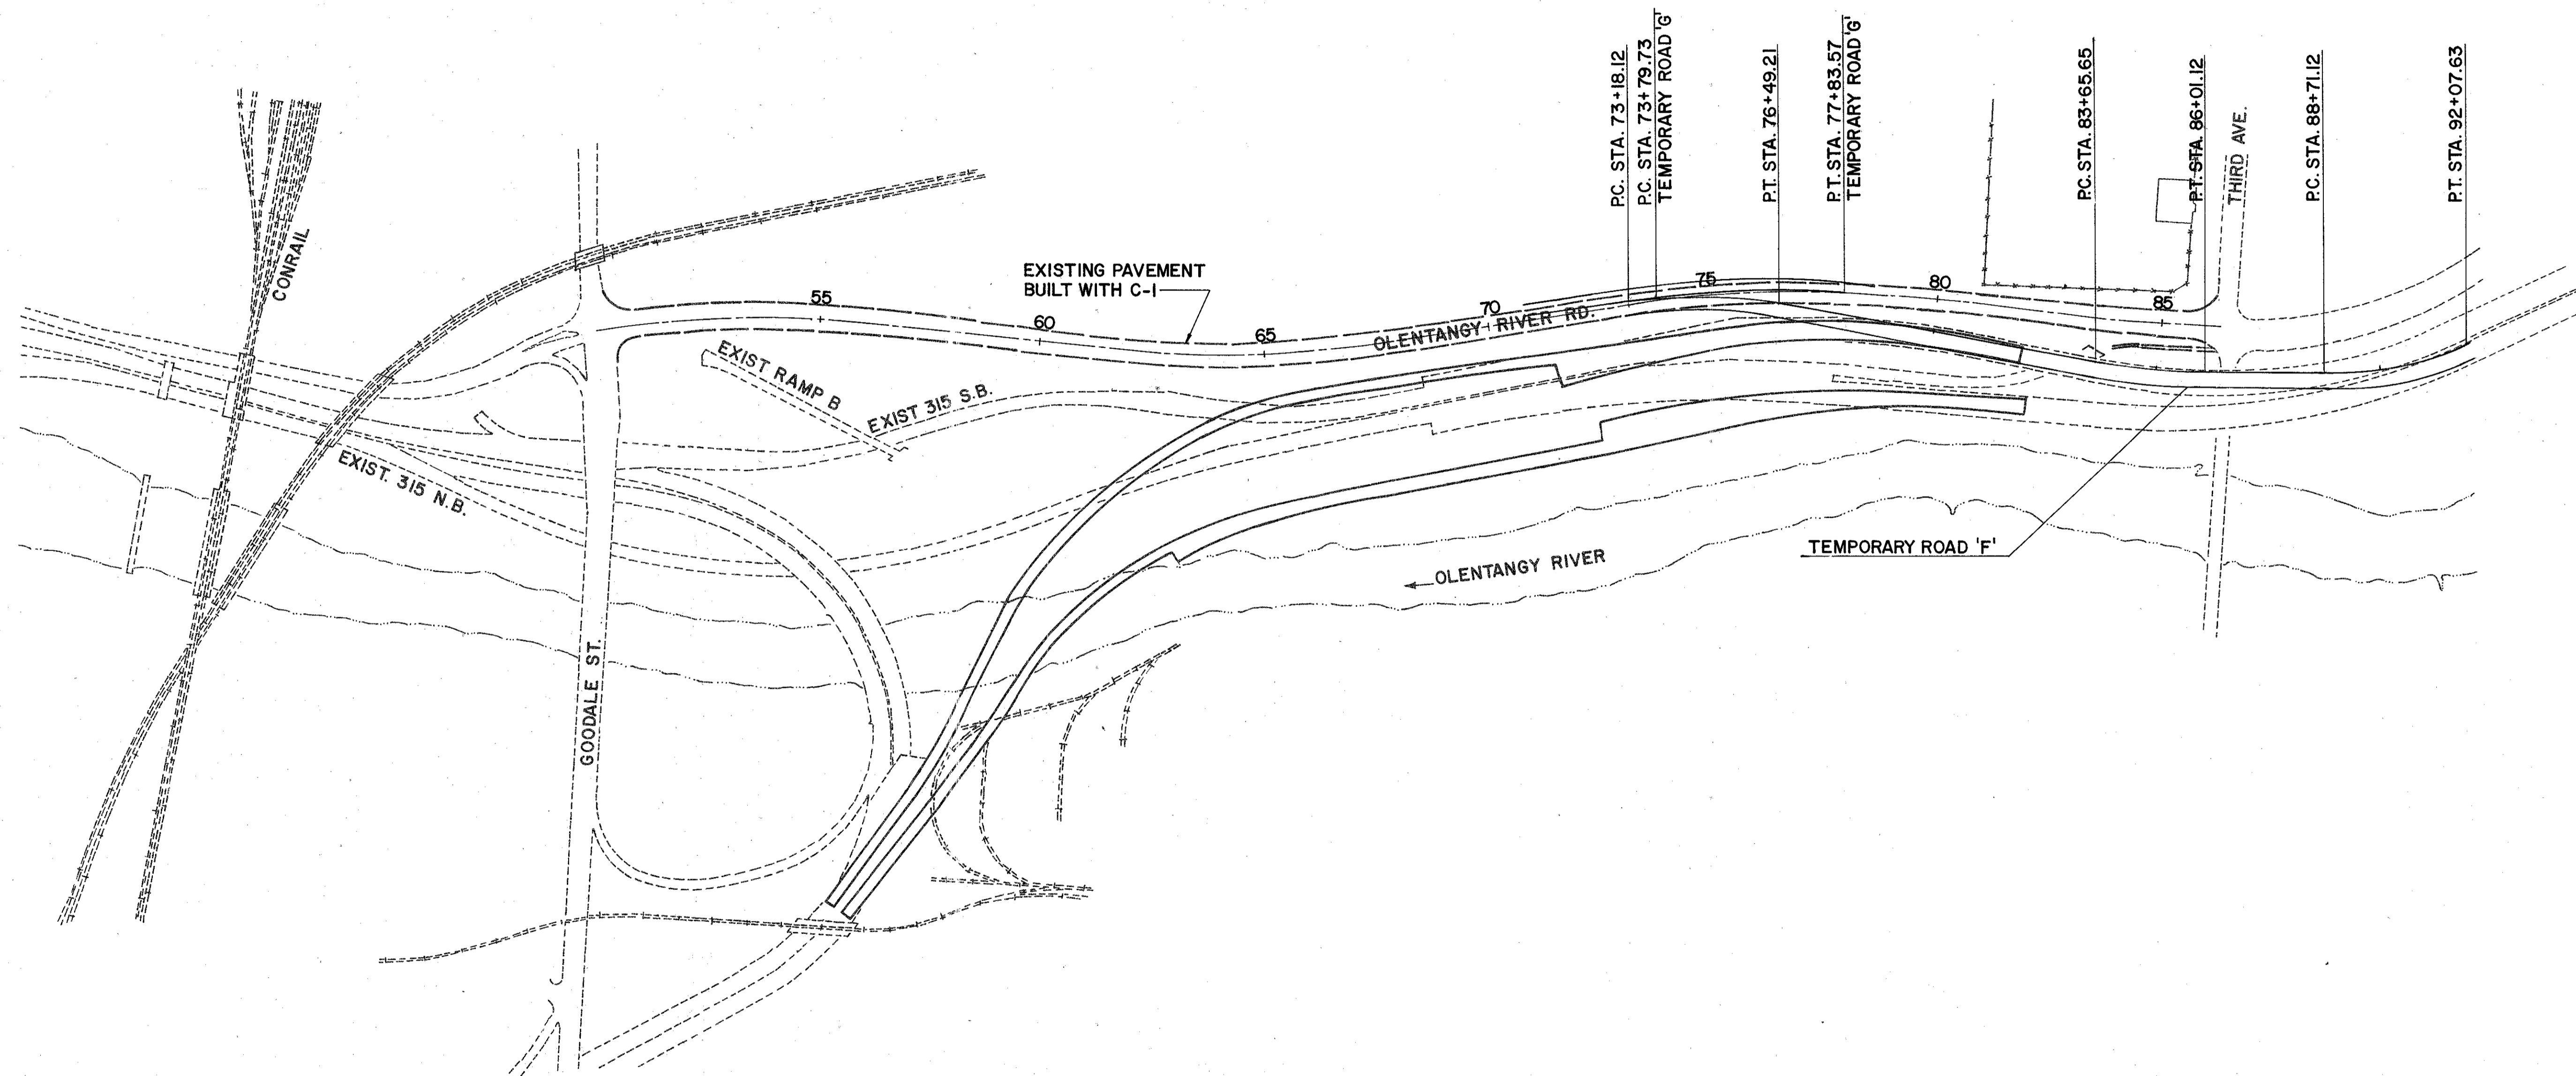 P.C. STA. 73+18.12
P.C. STA. 73+79.73
TEMPORARY ROAD 'G'
P.T. STA. 76+49.21
P.T. STA. 77+83.57
TEMPORARY ROAD 'G'
P.C. STA. 83+65.65
P.T. STA. 86+01.12
THIRD AVE.
P.C. STA. 88+71.12
P.T. STA. 92+07.63
CONRAIL
EXISTING PAVEMENT
BUILT WITH C-1
55
60
65
70
75
80
85
OLENTANGY RIVER RD.
EXIST RAMP B
EXIST 315 S.B.
EXIST. 315 N.B.
TEMPORARY ROAD 'F'
OLENTANGY RIVER
GOODALE ST.